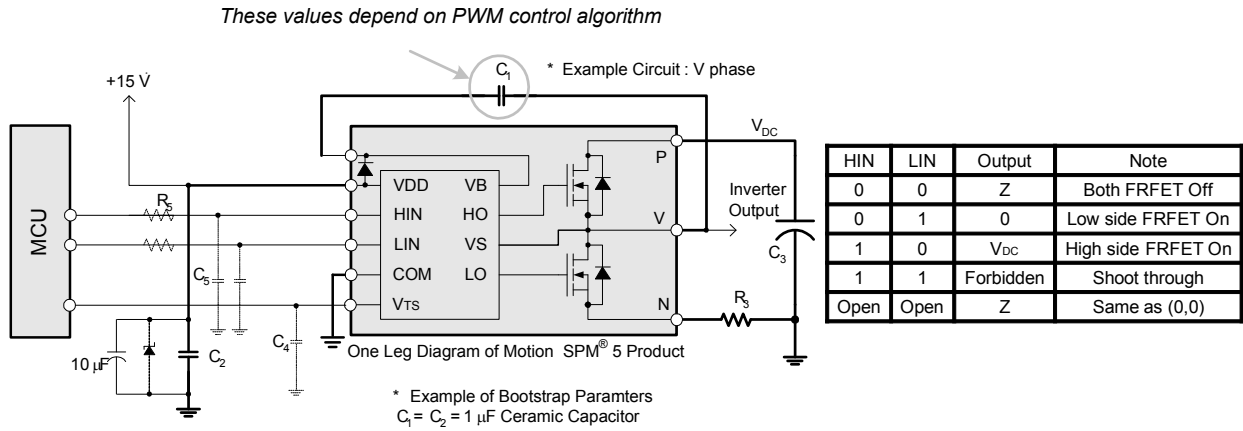 These values depend on PWM control algorithm
+15 V
C1
* Example Circuit : V phase
MCU
R5
C5
C4
10 μF
C2
VDD
HIN
LIN
COM
VTS
VB
HO
VS
LO
P
V
N
VDC
Inverter
Output
C3
R3
One Leg Diagram of Motion SPM® 5 Product
* Example of Bootstrap Paramters
C1= C2 = 1 μF Ceramic Capacitor
HIN LIN Output Note
0 0 Z Both FRFET Off
0 1 0 Low side FRFET On
1 0 VDC High side FRFET On
1 1 Forbidden Shoot through
Open Open Z Same as (0,0)